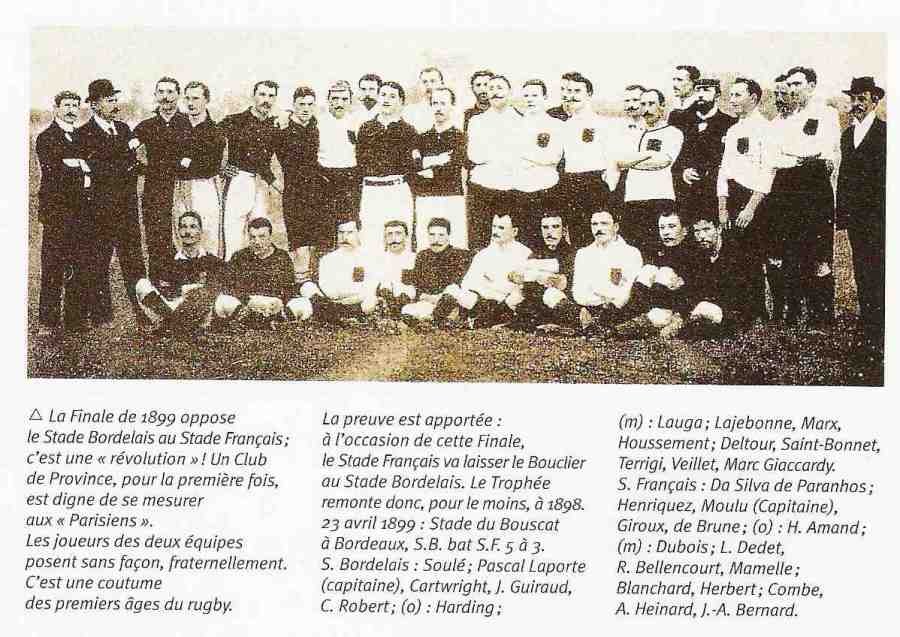 △ La Finale de 1899 oppose
le Stade Bordelais au Stade Français ;
c'est une « révolution » ! Un Club
de Province, pour la première fois,
est digne de se mesurer
aux « Parisiens ».
Les joueurs des deux équipes
posent sans façon, fraternellement.
C'est une coutume
des premiers âges du rugby.
La preuve est apportée :
à l'occasion de cette Finale,
le Stade Français va laisser le Bouclier
au Stade Bordelais. Le Trophée
remonte donc, pour le moins, à 1898.
23 avril 1899 : Stade du Bouscat
à Bordeaux, S.B. bat S.F. 5 à 3.
S. Bordelais : Soulé ; Pascal Laporte
(capitaine), Cartwright, J. Guiraud,
C. Robert ; (o) : Harding ;
(m) : Lauga ; Lajebonne, Marx,
Houssement ; Deltour, Saint-Bonnet,
Terrigi, Veillet, Marc Giaccardy.
S. Français : Da Silva de Paranhos ;
Henriquez, Moulu (Capitaine),
Giroux, de Brune ; (o) : H. Amand ;
(m) : Dubois ; L. Dedet,
R. Bellencourt, Mamelle ;
Blanchard, Herbert ; Combe,
A. Heinard, J.-A. Bernard.